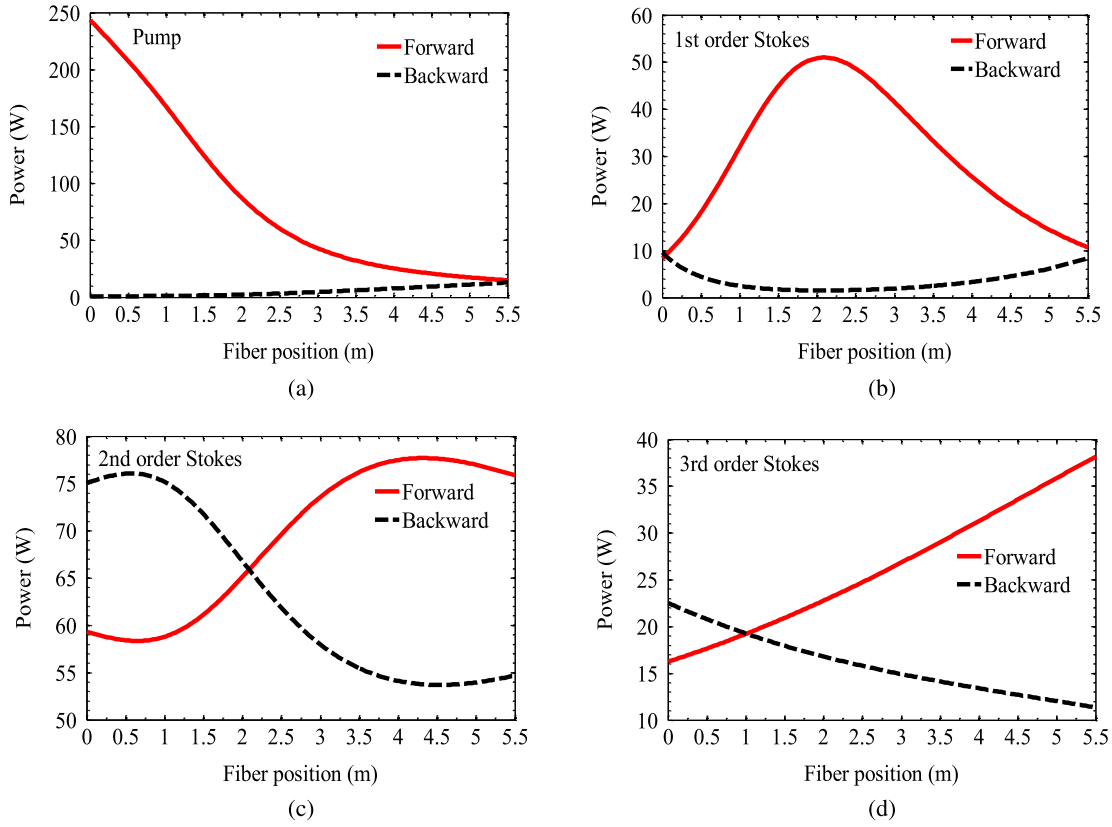 250
200
150
100
50
0
Power (W)
Pump
Forward
Backward
0 0.5 1 1.5 2 2.5 3 3.5 4 4.5 5 5.5
Fiber position (m)
(a)
60
50
40
30
20
10
0
Power (W)
1st order Stokes
Forward
Backward
0 0.5 1 1.5 2 2.5 3 3.5 4 4.5 5 5.5
Fiber position (m)
(b)
80
75
70
65
60
55
50
Power (W)
2nd order Stokes
Forward
Backward
0 0.5 1 1.5 2 2.5 3 3.5 4 4.5 5 5.5
Fiber position (m)
(c)
40
35
30
25
20
15
10
Power (W)
3rd order Stokes
Forward
Backward
0 0.5 1 1.5 2 2.5 3 3.5 4 4.5 5 5.5
Fiber position (m)
(d)